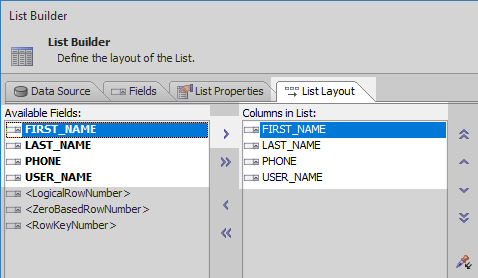 List Builder
List Builder
Define the layout of the List.
Data Source
Fields
List Properties
List Layout
Available Fields:
FIRST_NAME
LAST_NAME
PHONE
USER_NAME
<LogicalRowNumber>
<ZeroBasedRowNumber>
<RowKeyNumber>
Columns in List:
FIRST_NAME
LAST_NAME
PHONE
USER_NAME